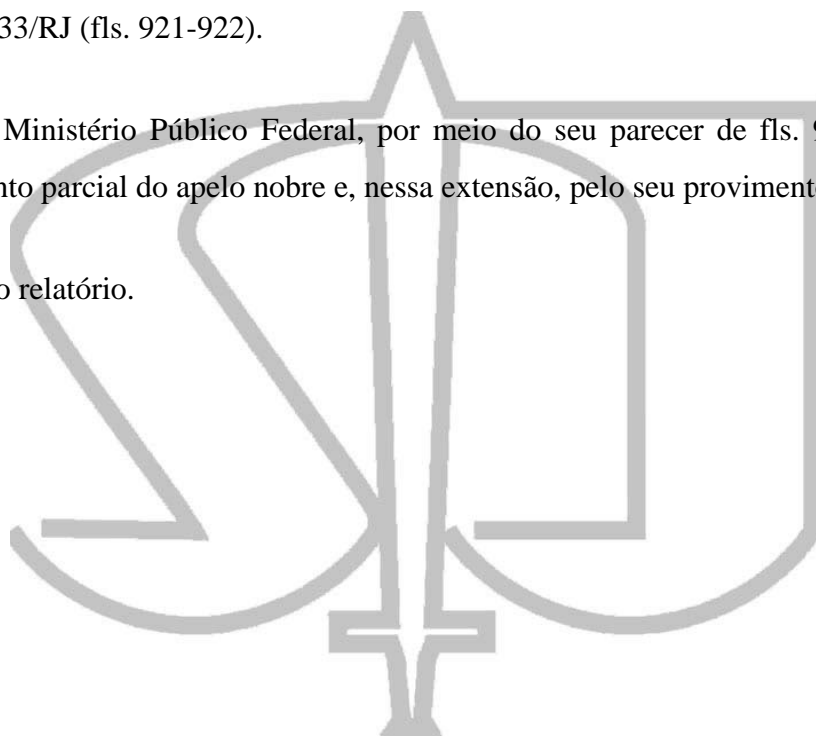 33/RJ (fls. 921-922).
Ministério Público Federal, por meio do seu parecer de fls. 9
nto parcial do apelo nobre e, nessa extensão, pelo seu provimento
o relatório.